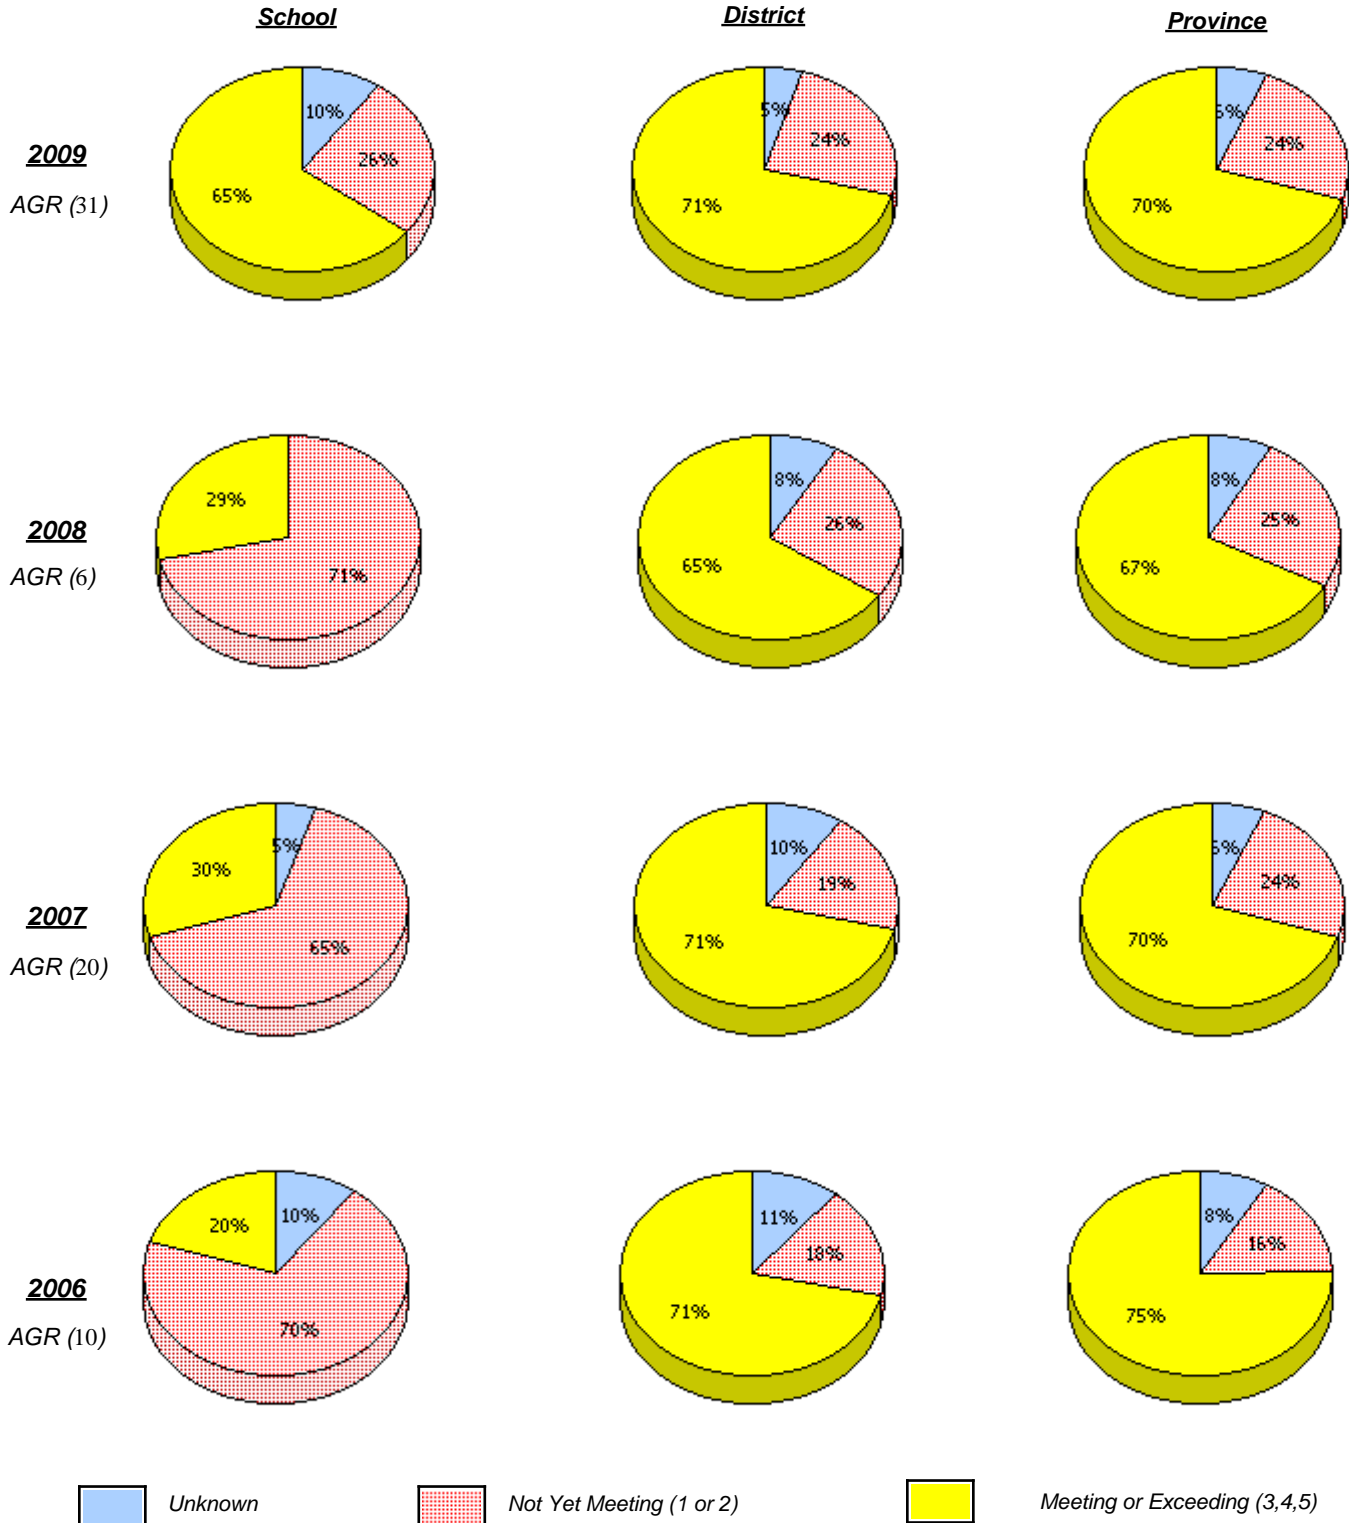 School District Province
10% 5% 6%
2009 26% 24% 24%
AGR (31) 65% 71% 70%
29% 8% 8%
2008 26% 25%
AGR (6) 71% 65% 67%
30% 5% 10% 6%
2007 19% 24%
AGR (20) 65% 71% 70%
20% 10% 11% 8%
2006 18% 16%
AGR (10) 70% 71% 75%
Unknown Not Yet Meeting (1 or 2) Meeting or Exceeding (3,4,5)